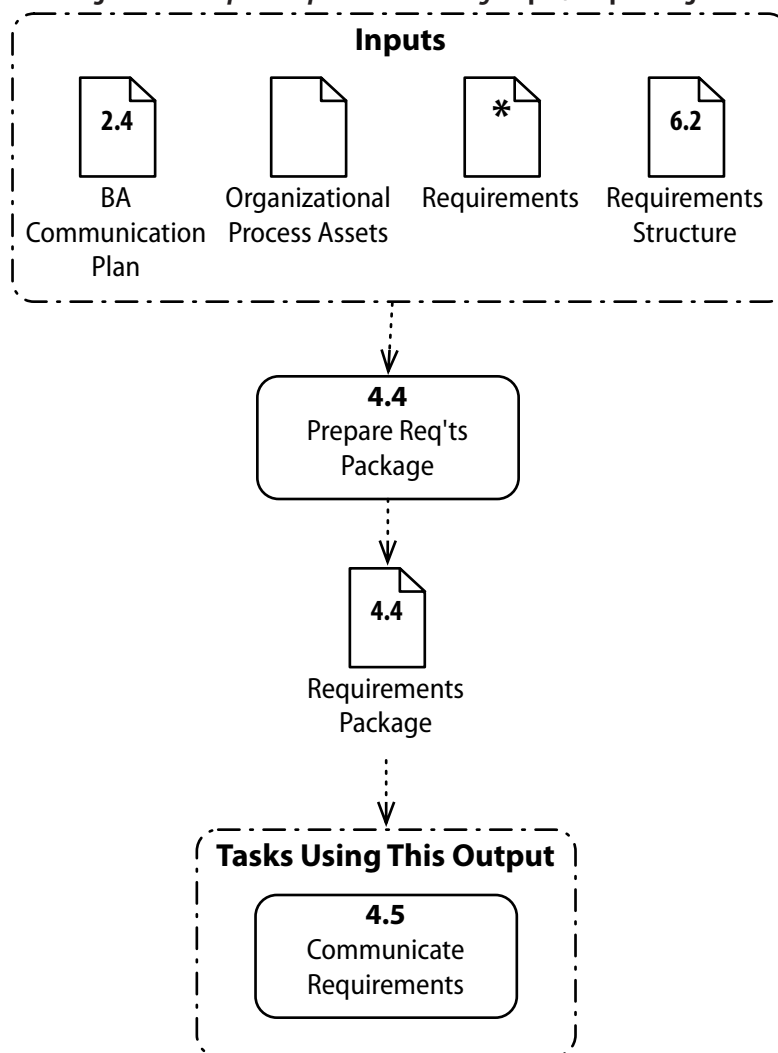 Inputs
2.4
*
6.2
BA
Communication
Plan
Organizational
Process Assets
Requirements
Requirements
Structure
4.4
Prepare Req'ts
Package
4.4
Requirements
Package
Tasks Using This Output
4.5
Communicate
Requirements